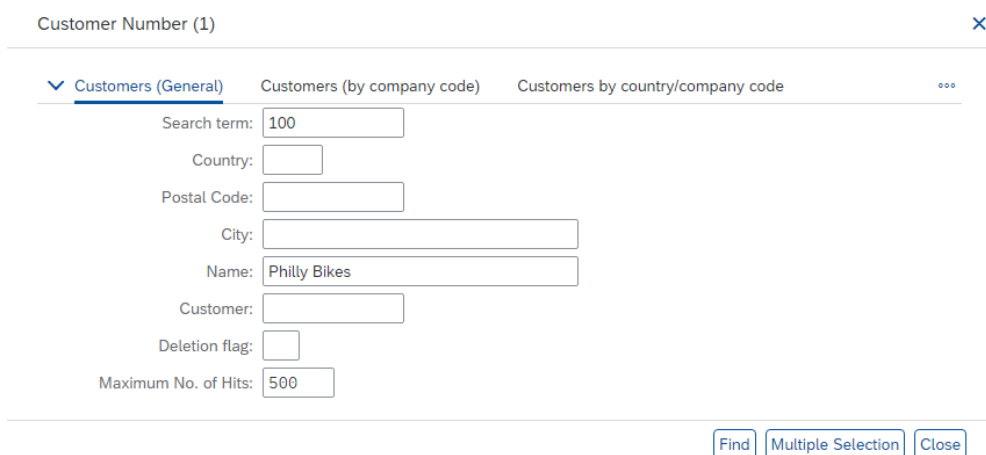 Customer Number (1)
Customers (General) Customers (by company code) Customers by country/company code
Search term: 100
Country:
Postal Code:
City:
Name: Philly Bikes
Customer:
Deletion flag:
Maximum No. of Hits: 500
Find Multiple Selection Close